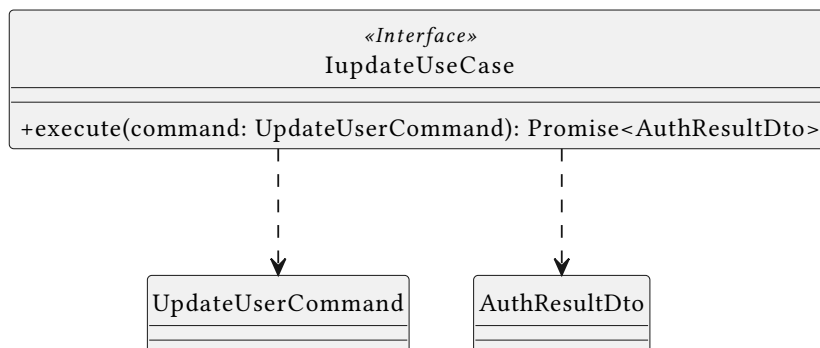 «Interface»
IupdateUseCase
+execute(command: UpdateUserCommand): Promise<AuthResultDto>
UpdateUserCommand
AuthResultDto